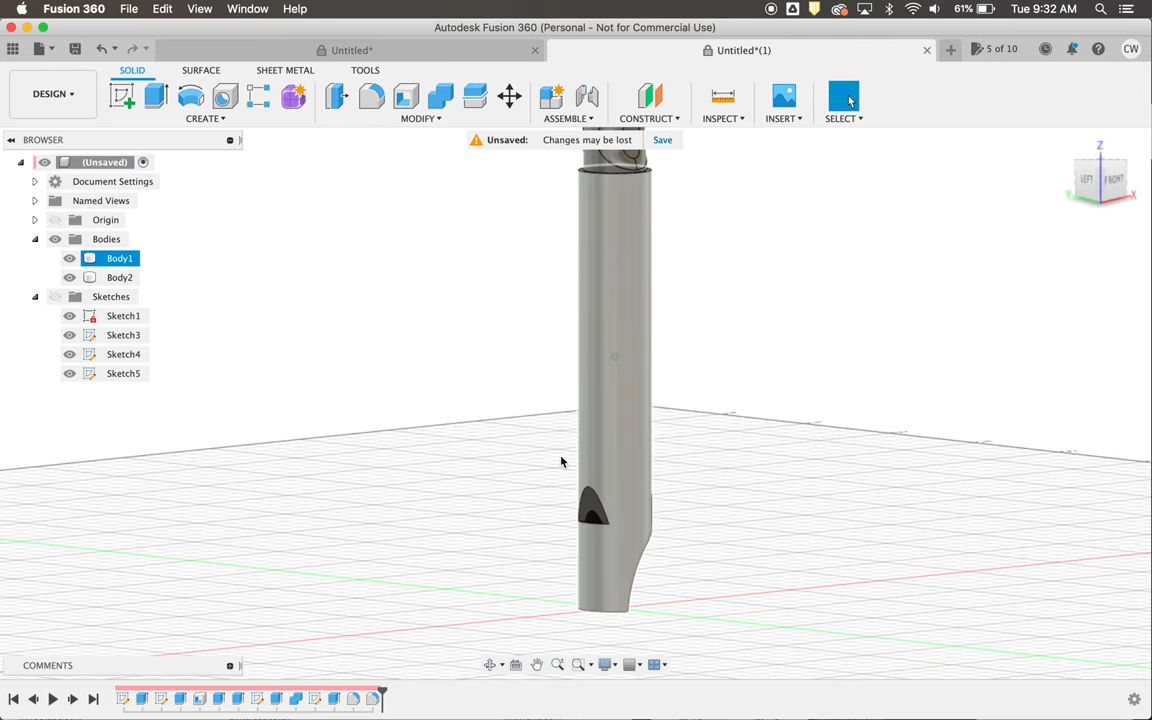 Fusion 360 File Edit View Window Help 61% Tue 9:32 AM
Autodesk Fusion 360 (Personal - Not for Commercial Use)
Untitled* Untitled*(1) 5 of 10 CW
SOLID SURFACE SHEET METAL TOOLS
DESIGN
CREATE MODIFY ASSEMBLE CONSTRUCT INSPECT INSERT SELECT
BROWSER
Unsaved: Changes may be lost Save
(Unsaved)
Document Settings
Named Views
Origin
Bodies
Body1
Body2
Sketches
Sketch1
Sketch3
Sketch4
Sketch5
Z
LEFT FRONT
Y X
COMMENTS